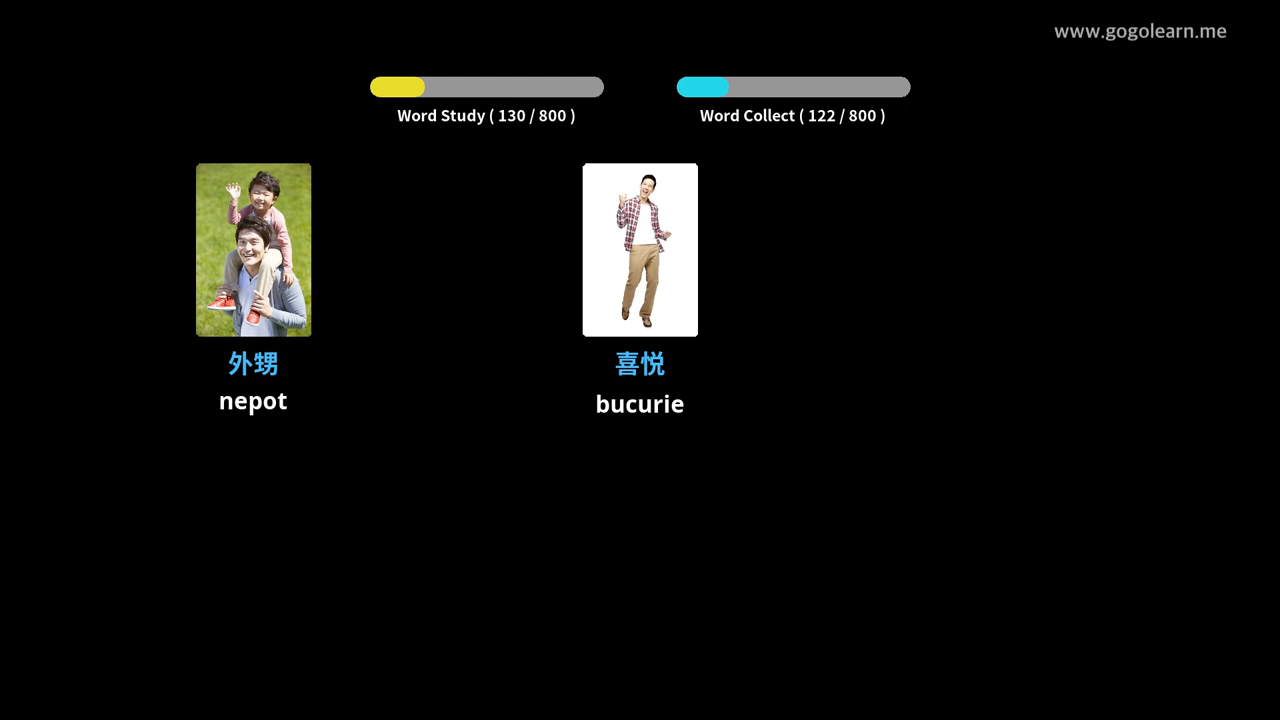 www.gogolearn.me
Word Study ( 130 / 800 )
Word Collect ( 122 / 800 )
外甥
喜悦
nepot
bucurie